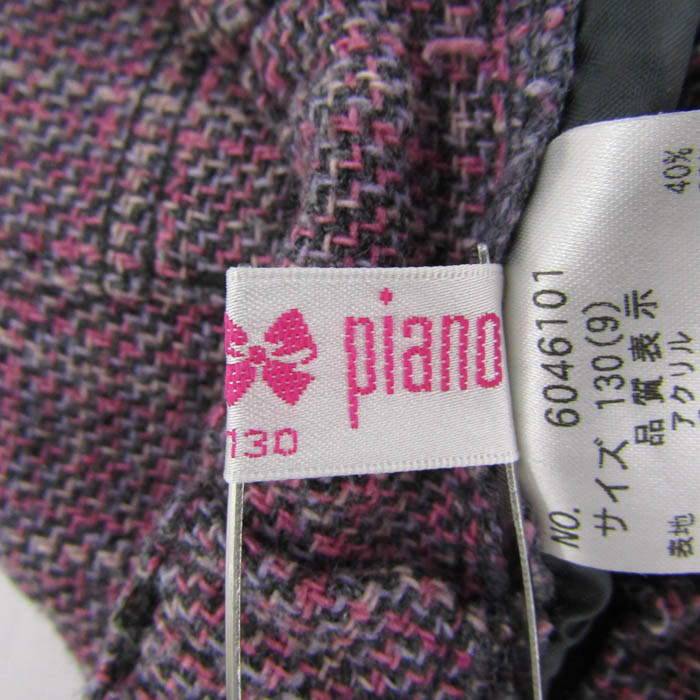 piano
130
NO. 6046101
サイズ 130(9)
品質表示
表地 アクリル 40%